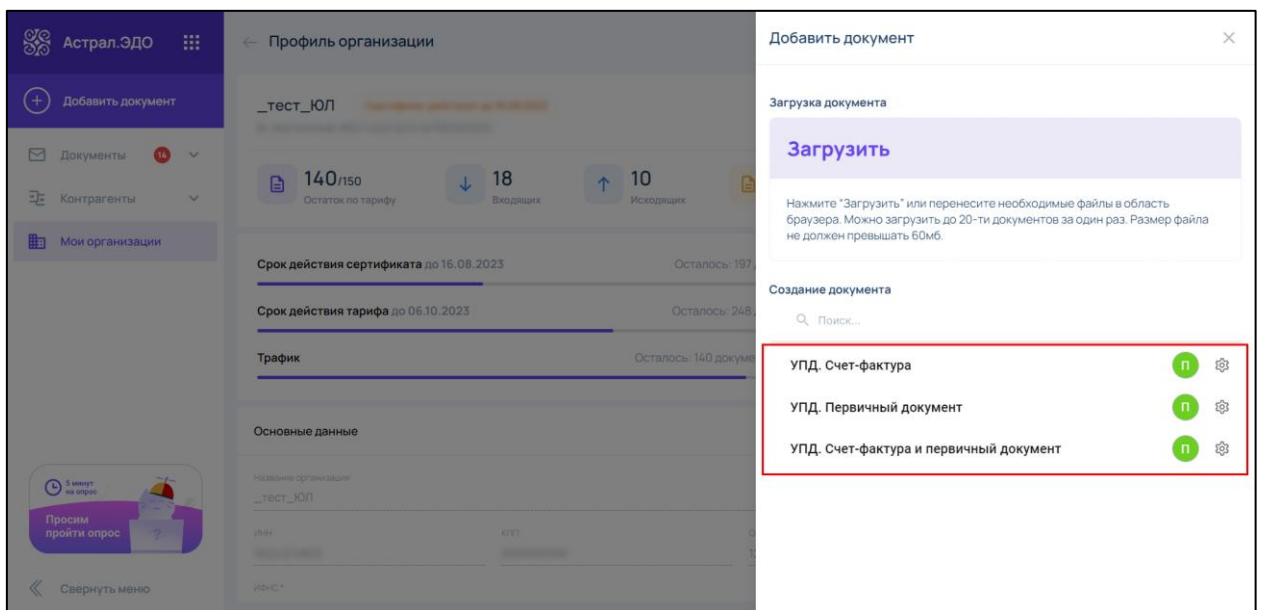 Астрал.ЭДО
Добавить документ
Документы 14
Контрагенты
Мои организации
5 минут
на опрос
Просим
пройти опрос
?
Свернуть меню
Профиль организации
_тест_ЮЛ
140/150
Остаток по тарифу
18
Входящих
10
Исходящих
Срок действия сертификата до 16.08.2023 Осталось: 197
Срок действия тарифа до 06.10.2023 Осталось: 248
Трафик Осталось: 140 докуме
Основные данные
Название организации
_тест_ЮЛ
ИНН КПП
ИФНС *
Добавить документ
Загрузка документа
Загрузить
Нажмите "Загрузить" или перенесите необходимые файлы в область
браузера. Можно загрузить до 20-ти документов за один раз. Размер файла
не должен превышать 60мб.
Создание документа
Поиск...
УПД. Счет-фактура П
УПД. Первичный документ П
УПД. Счет-фактура и первичный документ П